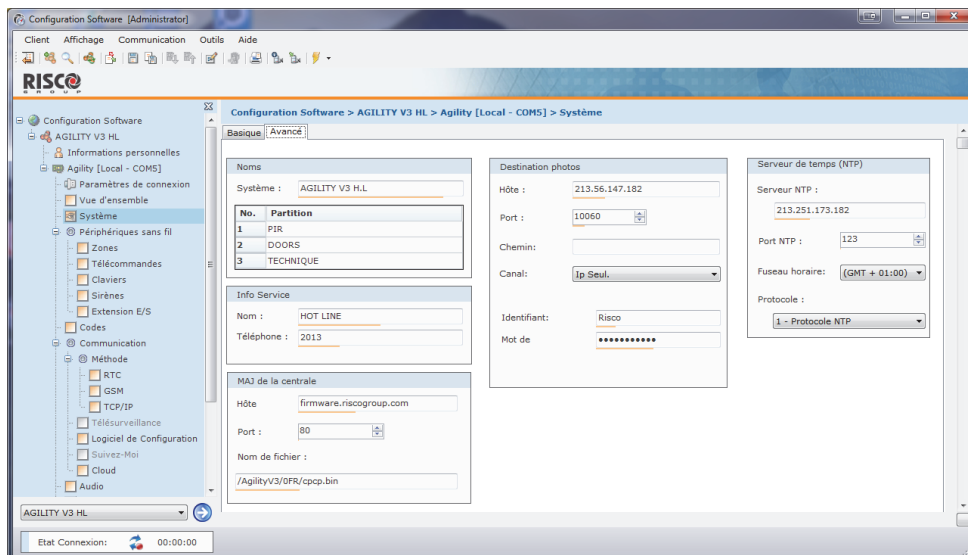 Configuration Software [Administrator]
Client Affichage Communication Outils Aide
RISCO
GROUP
Configuration Software
AGILITY V3 HL
Informations personnelles
Agility [Local - COM5]
Paramètres de connexion
Vue d'ensemble
Système
Périphériques sans fil
Zones
Télécommandes
Claviers
Sirènes
Extension E/S
Codes
Communication
Méthode
RTC
GSM
TCP/IP
Télésurveillance
Logiciel de Configuration
Suivez-Moi
Cloud
Audio
AGILITY V3 HL
Configuration Software > AGILITY V3 HL > Agility [Local - COM5] > Système
Basique Avancé
Noms
Système : AGILITY V3 H.L
No. Partition
1 PIR
2 DOORS
3 TECHNIQUE
Info Service
Nom : HOT LINE
Téléphone : 2013
MAJ de la centrale
Hôte firmware.riscogroup.com
Port : 80
Nom de fichier :
/AgilityV3/0FR/cpcp.bin
Destination photos
Hôte : 213.56.147.182
Port : 10060
Chemin:
Canal: Ip Seul.
Identifiant: Risco
Mot de •••••••••••
Serveur de temps (NTP)
Serveur NTP :
213.251.173.182
Port NTP : 123
Fuseau horaire: (GMT + 01:00)
Protocole :
1 - Protocole NTP
Etat Connexion: 00:00:00